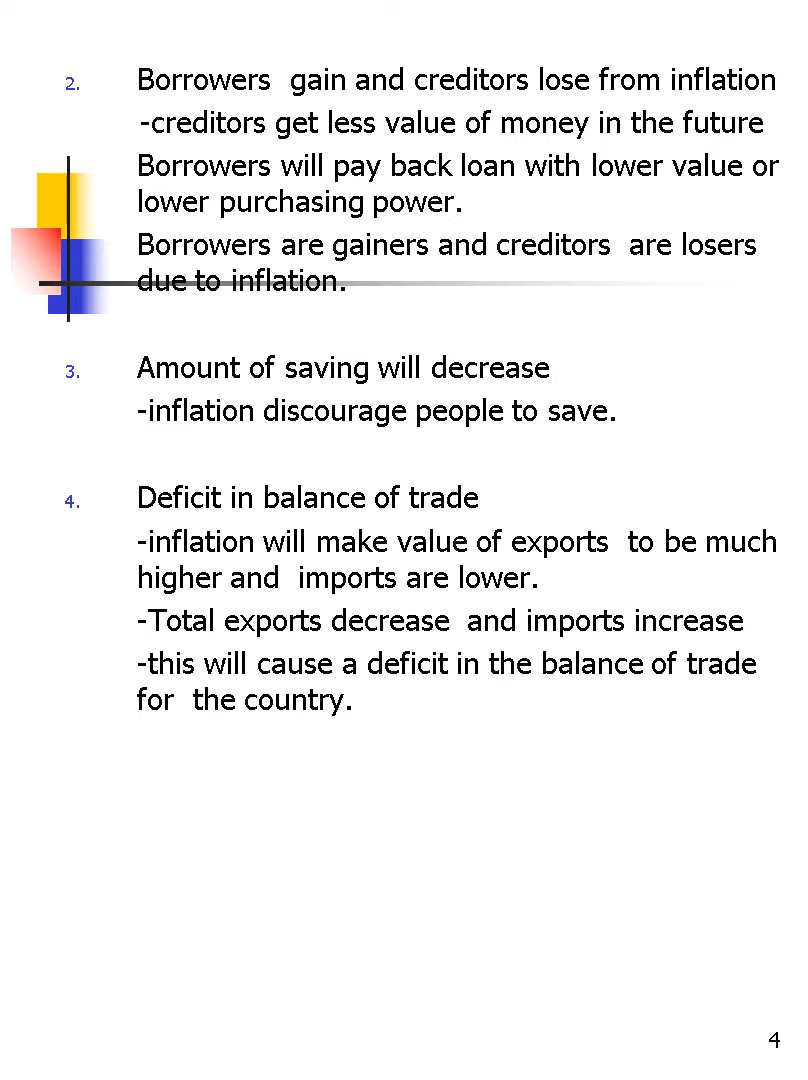 2. Borrowers gain and creditors lose from inflation
-creditors get less value of money in the future
Borrowers will pay back loan with lower value or
lower purchasing power.
Borrowers are gainers and creditors are losers
due to inflation.
3. Amount of saving will decrease
-inflation discourage people to save.
4. Deficit in balance of trade
-inflation will make value of exports to be much
higher and imports are lower.
-Total exports decrease and imports increase
-this will cause a deficit in the balance of trade
for the country.
4